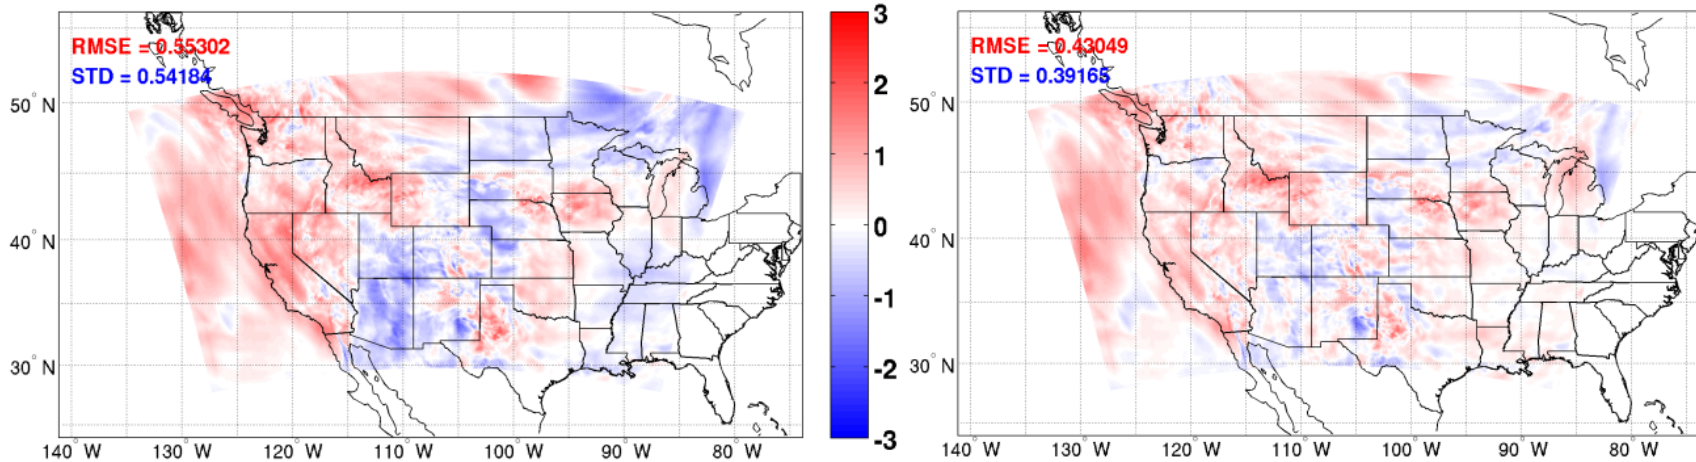 RMSE = 0.55302
STD = 0.54184
50° N
40° N
30° N
140° W
130° W
120° W
110° W
100° W
90° W
80° W
3
2
1
0
-1
-2
-3
RMSE = 0.43049
STD = 0.39165
50° N
40° N
30° N
140° W
130° W
120° W
110° W
100° W
90° W
80° W